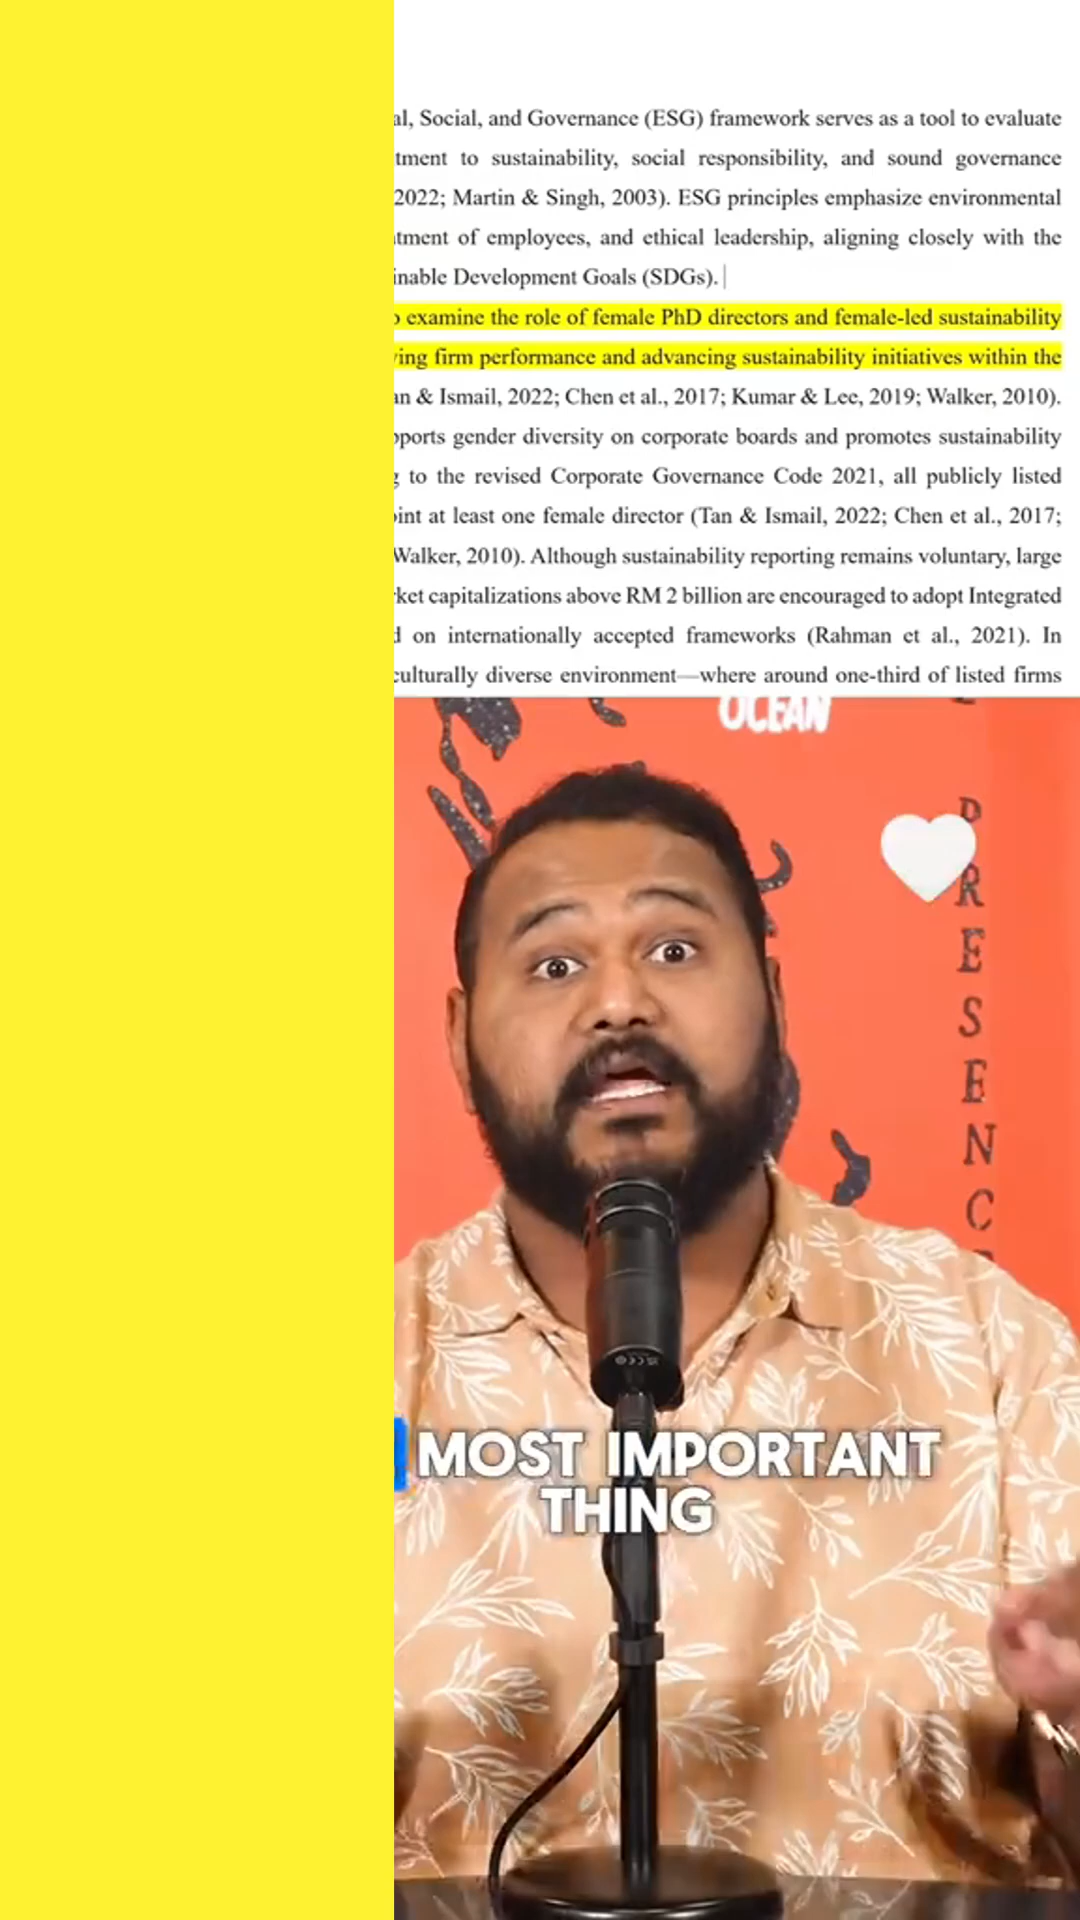 al, Social, and Governance (ESG) framework serves as a tool to evaluate
tment to sustainability, social responsibility, and sound governance
2022; Martin & Singh, 2003). ESG principles emphasize environmental
tment of employees, and ethical leadership, aligning closely with the
inable Development Goals (SDGs).
o examine the role of female PhD directors and female-led sustainability
ving firm performance and advancing sustainability initiatives within the
an & Ismail, 2022; Chen et al., 2017; Kumar & Lee, 2019; Walker, 2010).
pports gender diversity on corporate boards and promotes sustainability
g to the revised Corporate Governance Code 2021, all publicly listed
oint at least one female director (Tan & Ismail, 2022; Chen et al., 2017;
Walker, 2010). Although sustainability reporting remains voluntary, large
rket capitalizations above RM 2 billion are encouraged to adopt Integrated
d on internationally accepted frameworks (Rahman et al., 2021). In
culturally diverse environment—where around one-third of listed firms
OCEAN
PRESENC
MOST IMPORTANT
THING